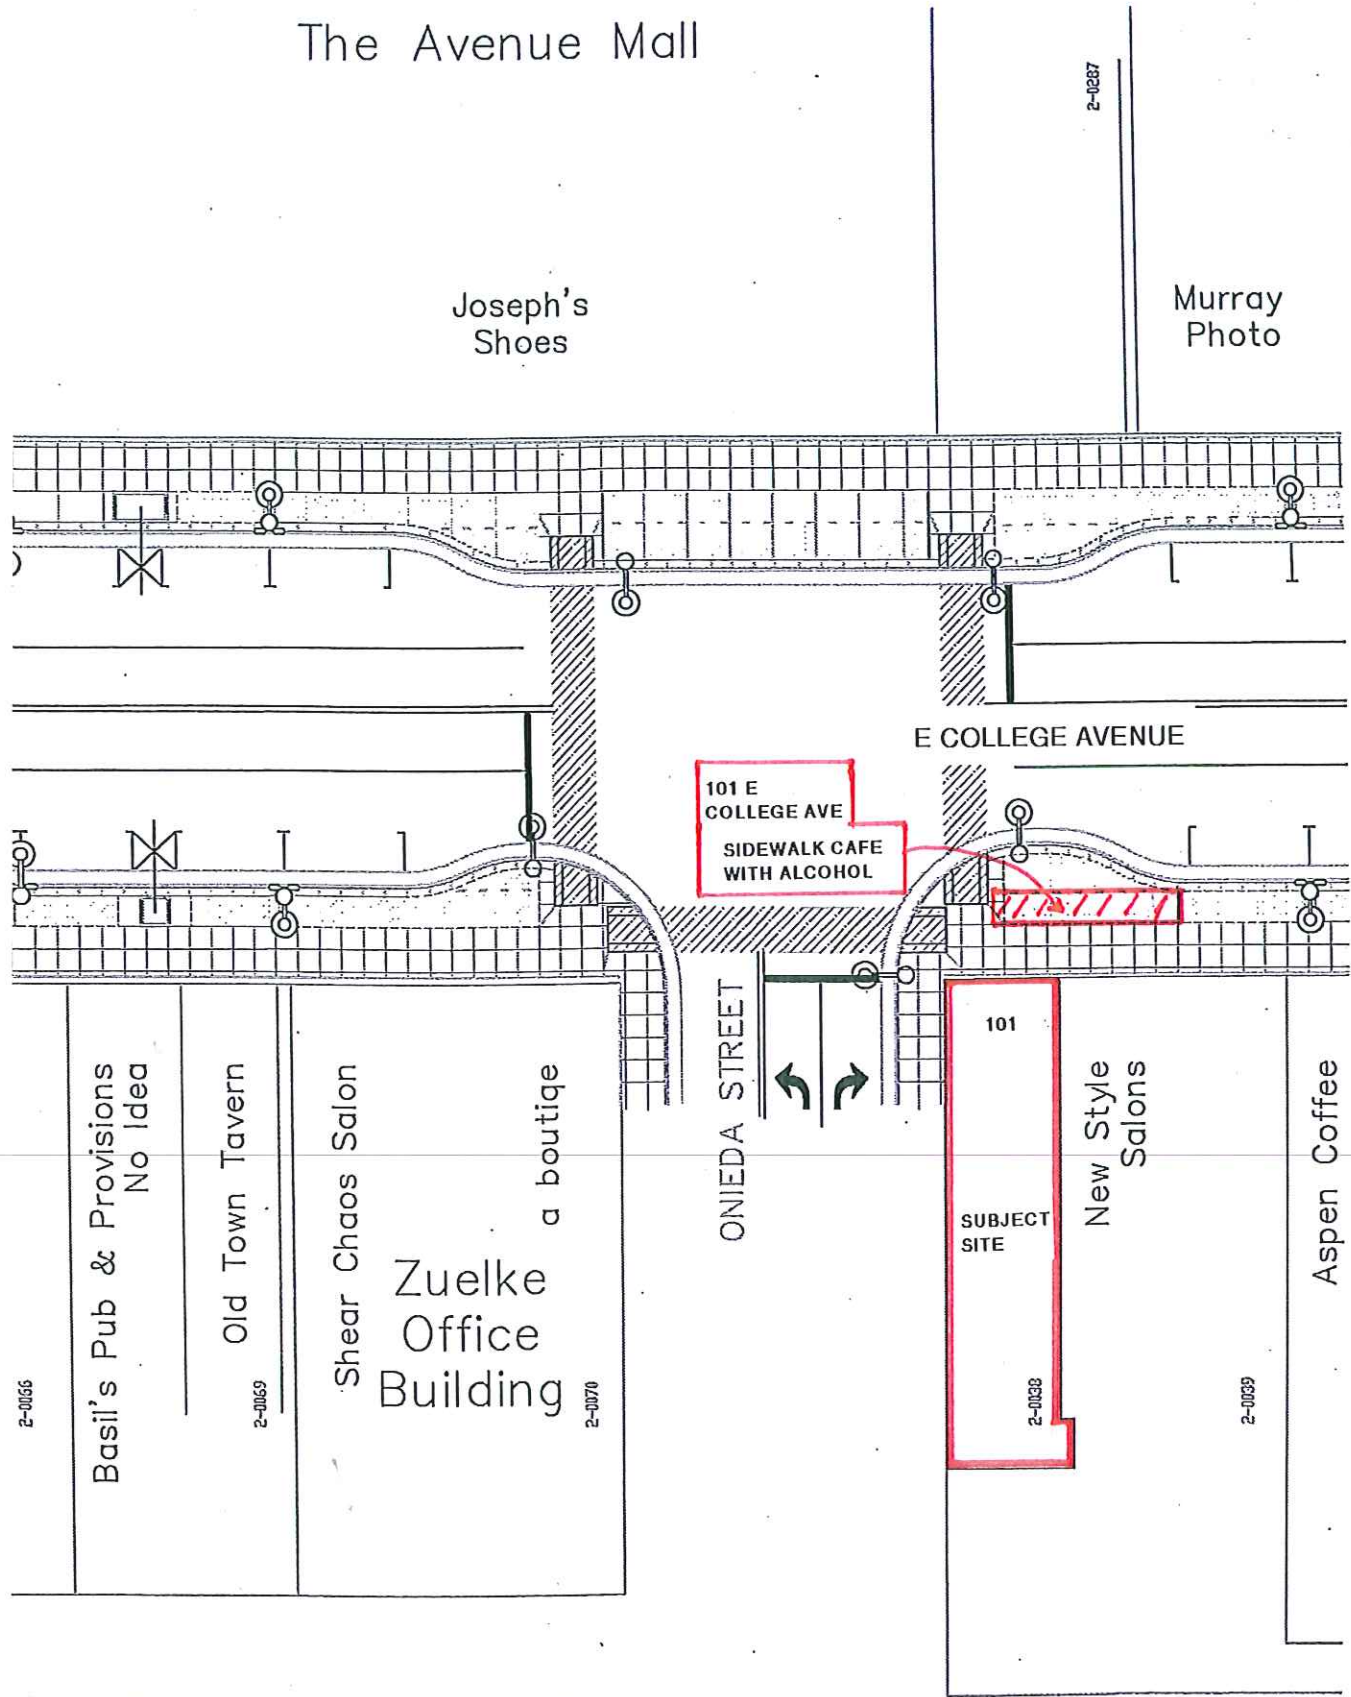 The Avenue Mall
2-0287
Joseph's
Shoes
Murray
Photo
E COLLEGE AVENUE
101 E
COLLEGE AVE
SIDEWALK CAFE
WITH ALCOHOL
2-0066
Basil's Pub & Provisions
No Idea
Old Town Tavern
2-0069
Shear Chaos Salon
a boutiqe
Zuelke
Office
Building
2-0070
ONIEDA STREET
101
SUBJECT
SITE
2-0038
New Style
Salons
2-0039
Aspen Coffee